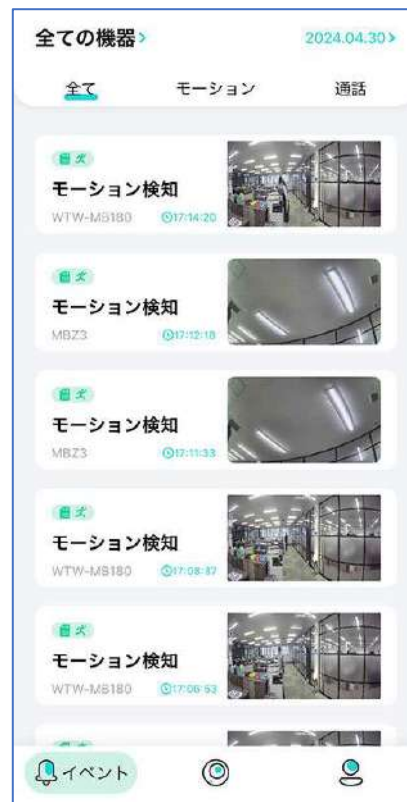 全ての機器>
2024.04.30>
全て
モーション
通話
モーション検知
WTW-MB180
17:14:20
モーション検知
MBZ3
17:12:18
モーション検知
MBZ3
17:11:33
モーション検知
WTW-MB180
17:08:37
モーション検知
WTW-MB180
17:06:53
イベント